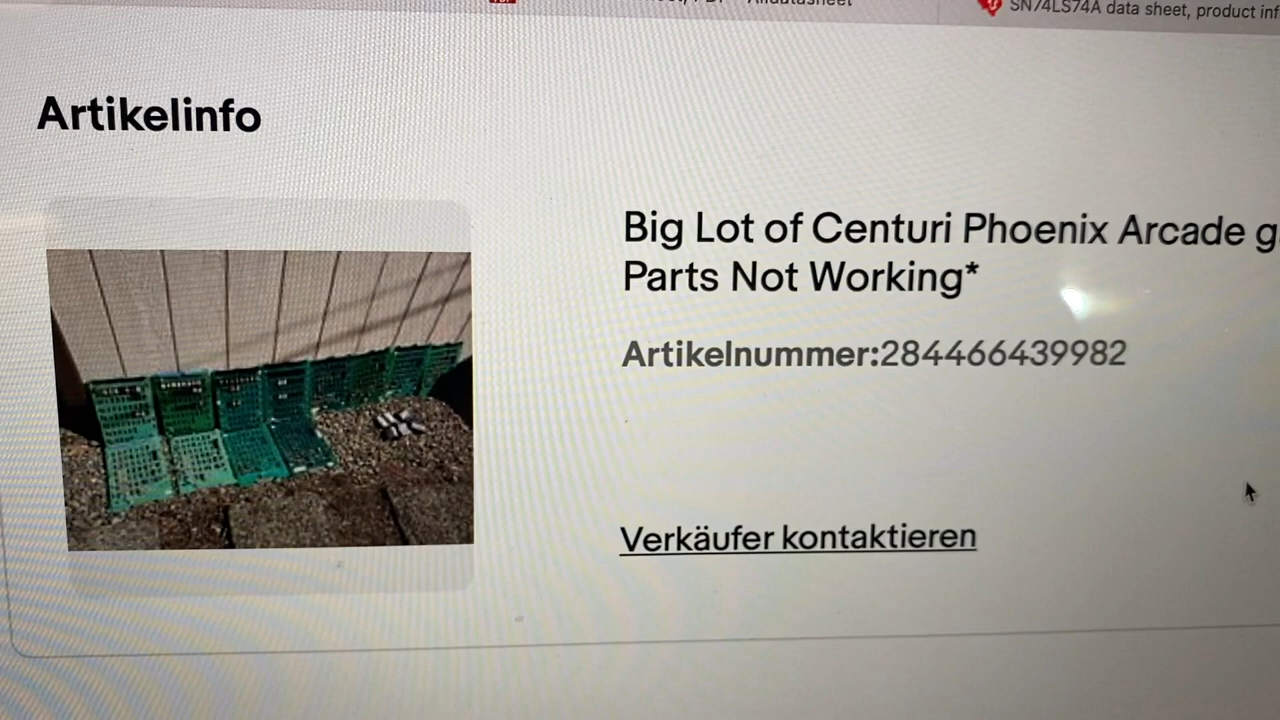 SN74LS74A data sheet, product inf
Artikelinfo
Big Lot of Centuri Phoenix Arcade g
Parts Not Working*
Artikelnummer:284466439982
Verkäufer kontaktieren